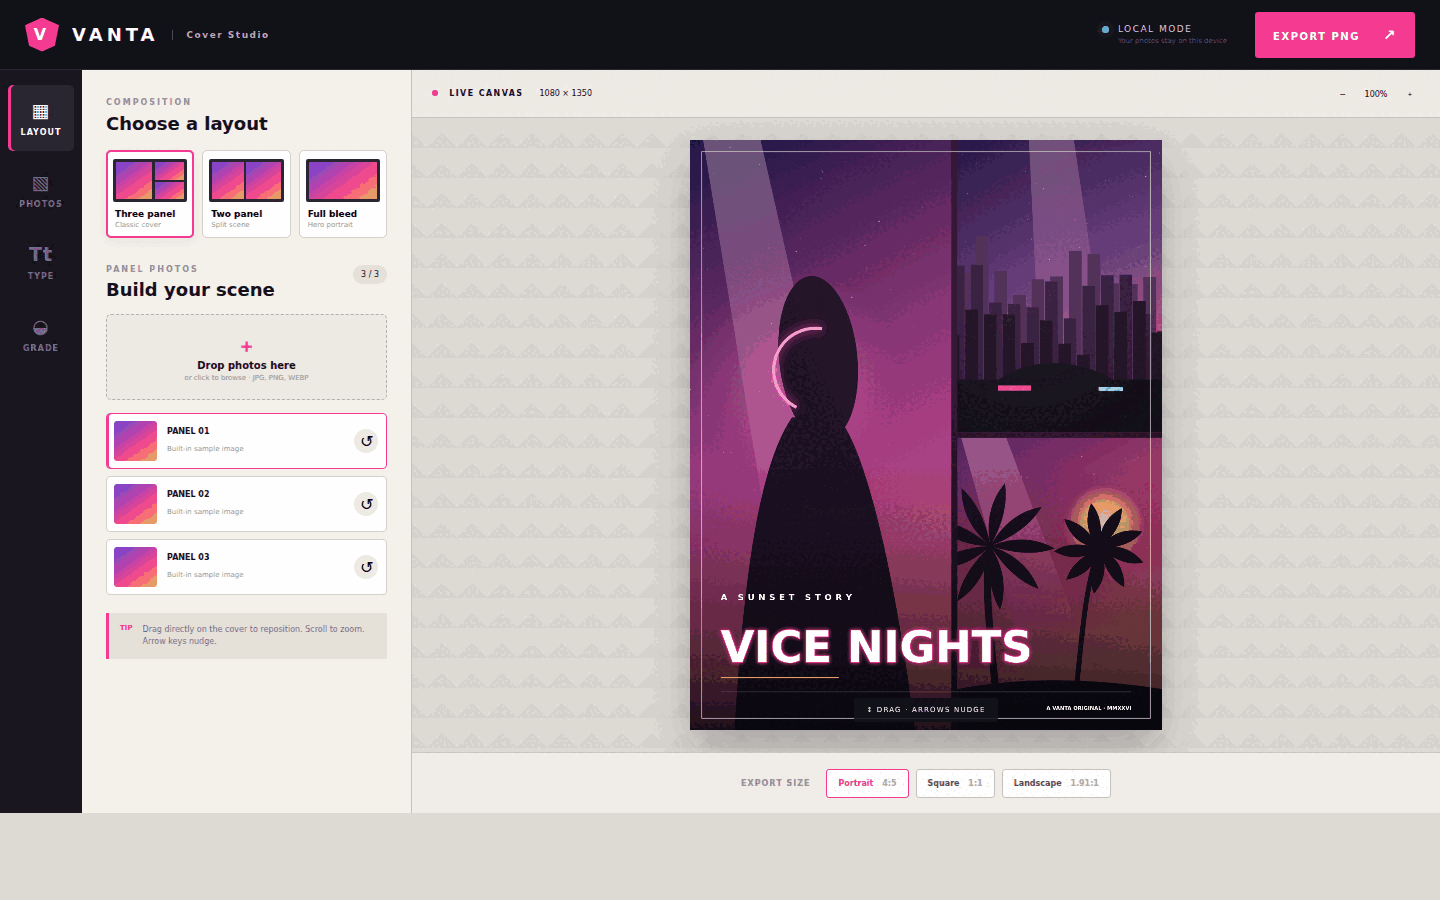 V VANTA Cover Studio
LOCAL MODE
Your photos stay on this device
EXPORT PNG ↗
LAYOUT
PHOTOS
Tt
TYPE
GRADE
COMPOSITION
Choose a layout
Three panel
Classic cover
Two panel
Split scene
Full bleed
Hero portrait
PANEL PHOTOS
3 / 3
Build your scene
+
Drop photos here
or click to browse · JPG, PNG, WEBP
PANEL 01
Built-in sample image
PANEL 02
Built-in sample image
PANEL 03
Built-in sample image
TIP Drag directly on the cover to reposition. Scroll to zoom.
Arrow keys nudge.
LIVE CANVAS 1080 × 1350
− 100% +
A SUNSET STORY
VICE NIGHTS
↕ DRAG · ARROWS NUDGE
A VANTA ORIGINAL · MMXXVI
EXPORT SIZE
Portrait 4:5
Square 1:1
Landscape 1.91:1